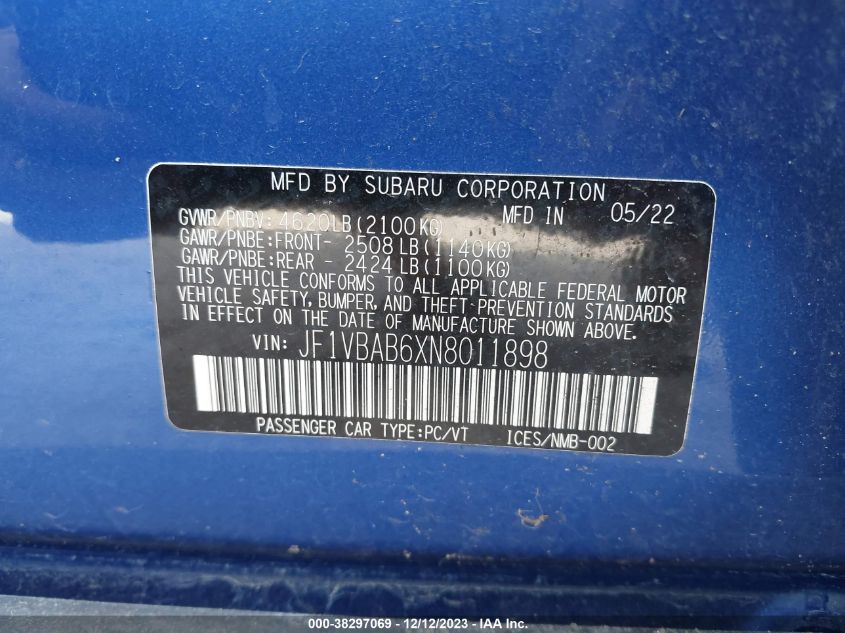 MFD BY SUBARU CORPORATION
GVWR/PNBV: 4620LB(2100KG) MFD IN 05/22
GAWR/PNBE:FRONT- 2508 LB(1140KG)
GAWR/PNBE:REAR - 2424 LB(1100KG)
THIS VEHICLE CONFORMS TO ALL APPLICABLE FEDERAL MOTOR
VEHICLE SAFETY, BUMPER, AND THEFT PREVENTION STANDARDS
IN EFFECT ON THE DATE OF MANUFACTURE SHOWN ABOVE.
VIN: JF1VBAB6XN8011898
PASSENGER CAR TYPE:PC/VT ICES/NMB-002
000-38297069 - 12/12/2023 - IAAI.COM